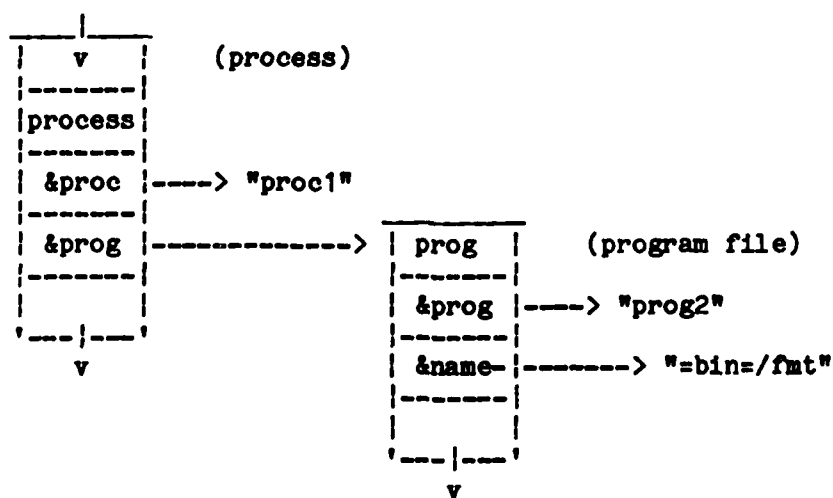 v (process)
process
&proc ----> "proc1"
&prog ------------> prog (program file)
&prog ----> "prog2"
v
&name- ------> "=bin=/fmt"
v